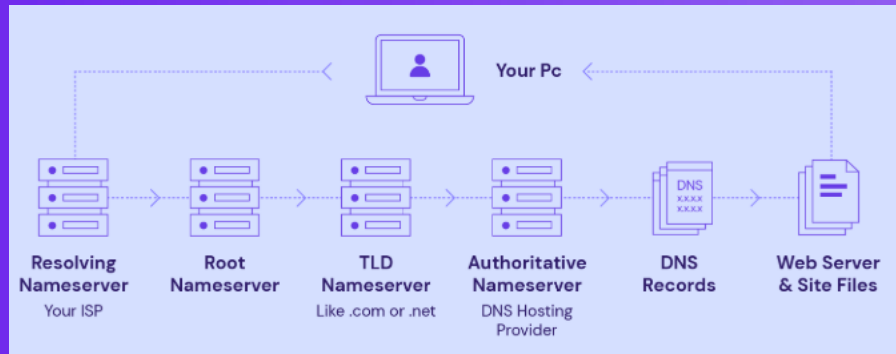 Your Pc
Resolving
Nameserver
Your ISP
Root
Nameserver
TLD
Nameserver
Like .com or .net
Authoritative
Nameserver
DNS Hosting
Provider
DNS
xxxx
xxxx
DNS
Records
Web Server
& Site Files